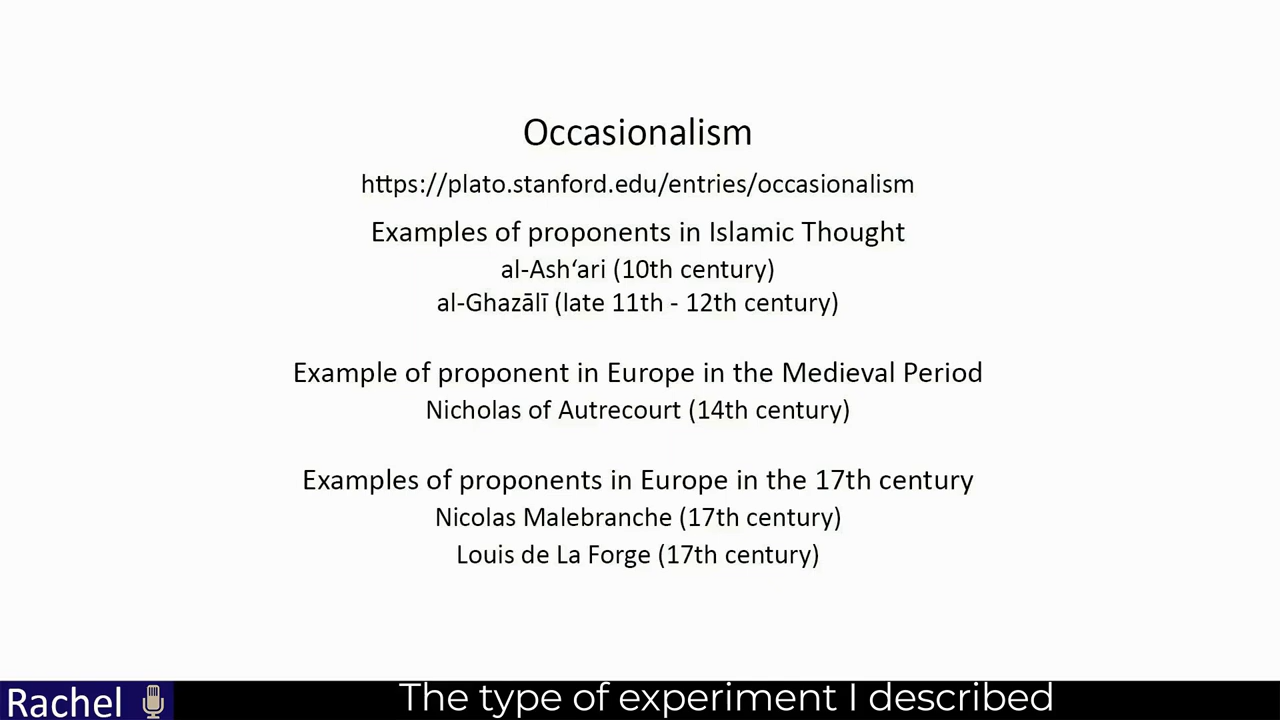 Occasionalism
https://plato.stanford.edu/entries/occasionalism
Examples of proponents in Islamic Thought
al-Ash‘ari (10th century)
al-Ghazālī (late 11th - 12th century)
Example of proponent in Europe in the Medieval Period
Nicholas of Autrecourt (14th century)
Examples of proponents in Europe in the 17th century
Nicolas Malebranche (17th century)
Louis de La Forge (17th century)
Rachel
The type of experiment I described